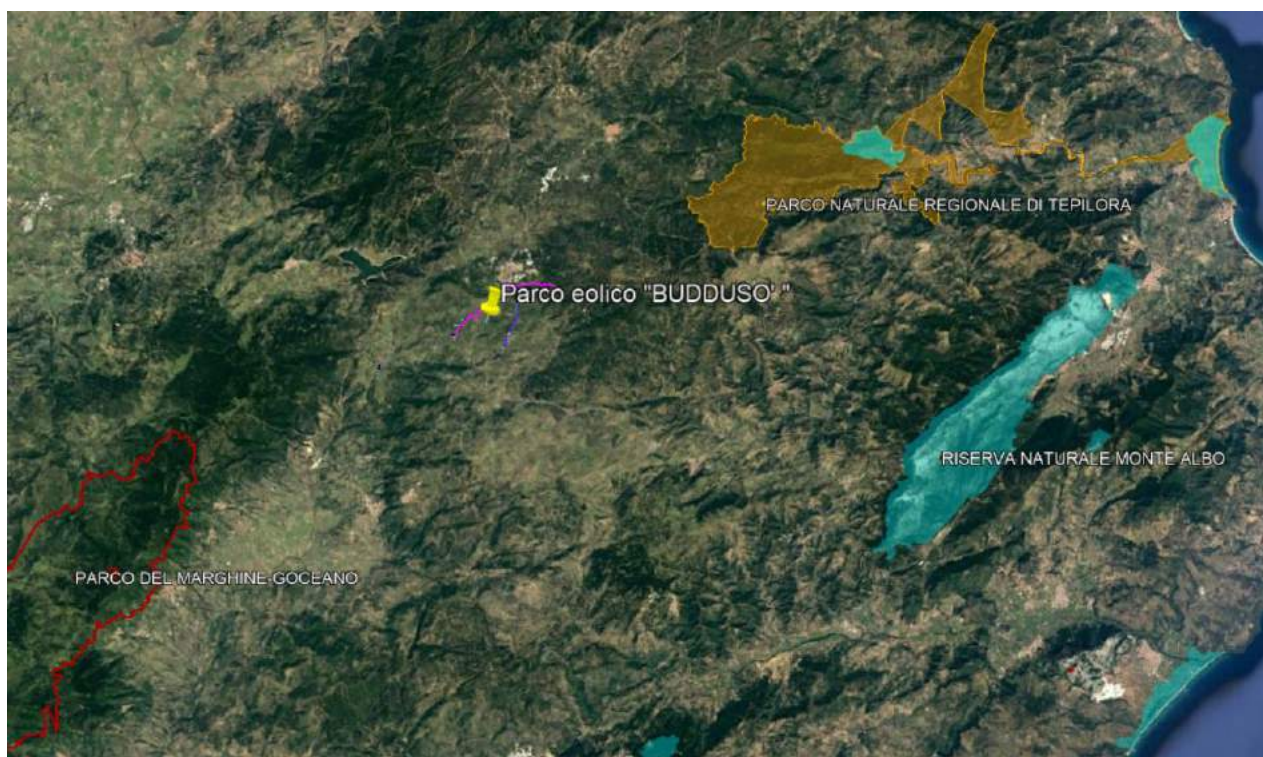 PARCO NATURALE REGIONALE DI TEPILORA
Parco eolico "BUDDUSO' "
RISERVA NATURALE MONTE ALBO
PARCO DEL MARGHINE-GOCEANO